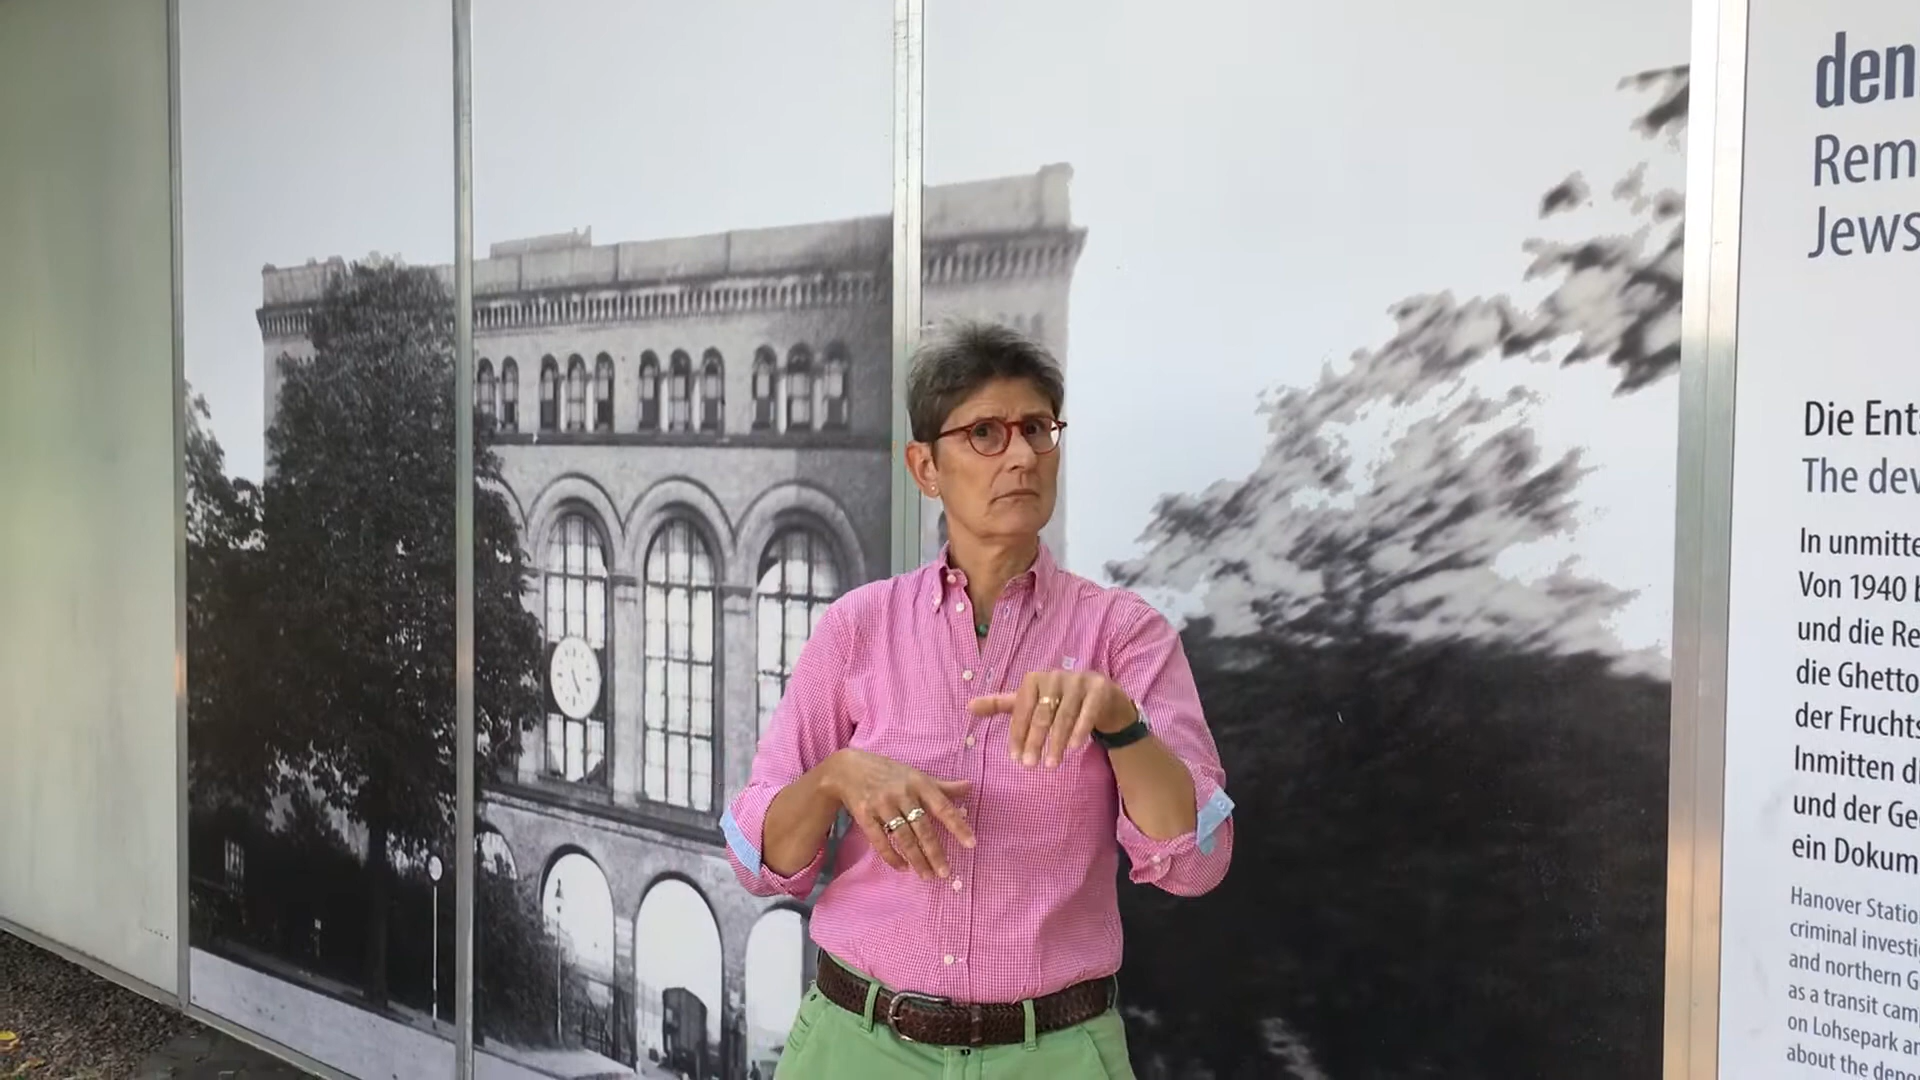 den
Rem
Jews
Die Ent
The dev
In unmitte
Von 1940 b
und die Re
die Ghetto
der Fruchts
Inmitten d
und der Ge
ein Dokum
Hanover Statio
criminal investi
and northern G
as a transit cam
on Lohsepark an
about the depo